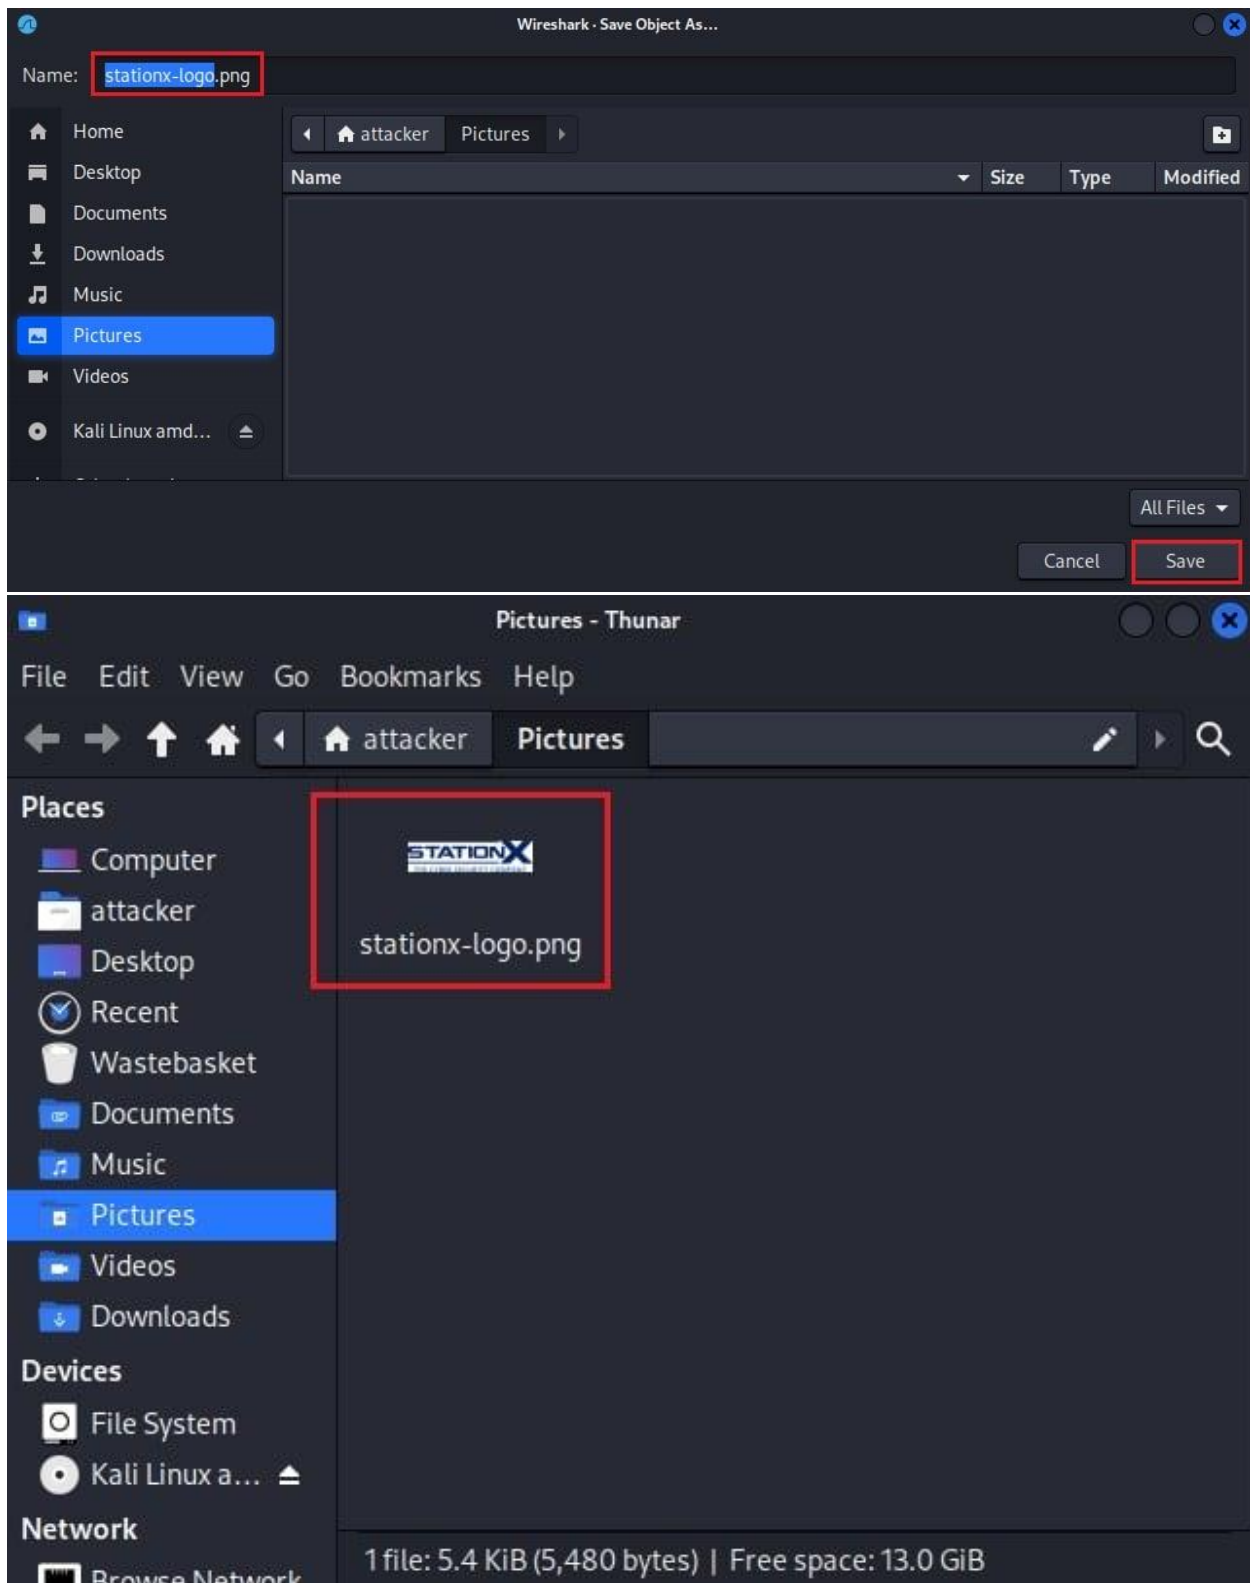 Wireshark · Save Object As...
Name: stationx-logo.png
Home
attacker Pictures
Desktop
Name Size Type Modified
Documents
Downloads
Music
Pictures
Videos
Kali Linux amd...
All Files
Cancel Save
Pictures - Thunar
File Edit View Go Bookmarks Help
attacker Pictures
Places
STATIONX
Computer
attacker
stationx-logo.png
Desktop
Recent
Wastebasket
Documents
Music
Pictures
Videos
Downloads
Devices
File System
Kali Linux a...
Network
1 file: 5.4 KiB (5,480 bytes) | Free space: 13.0 GiB
Browse Network